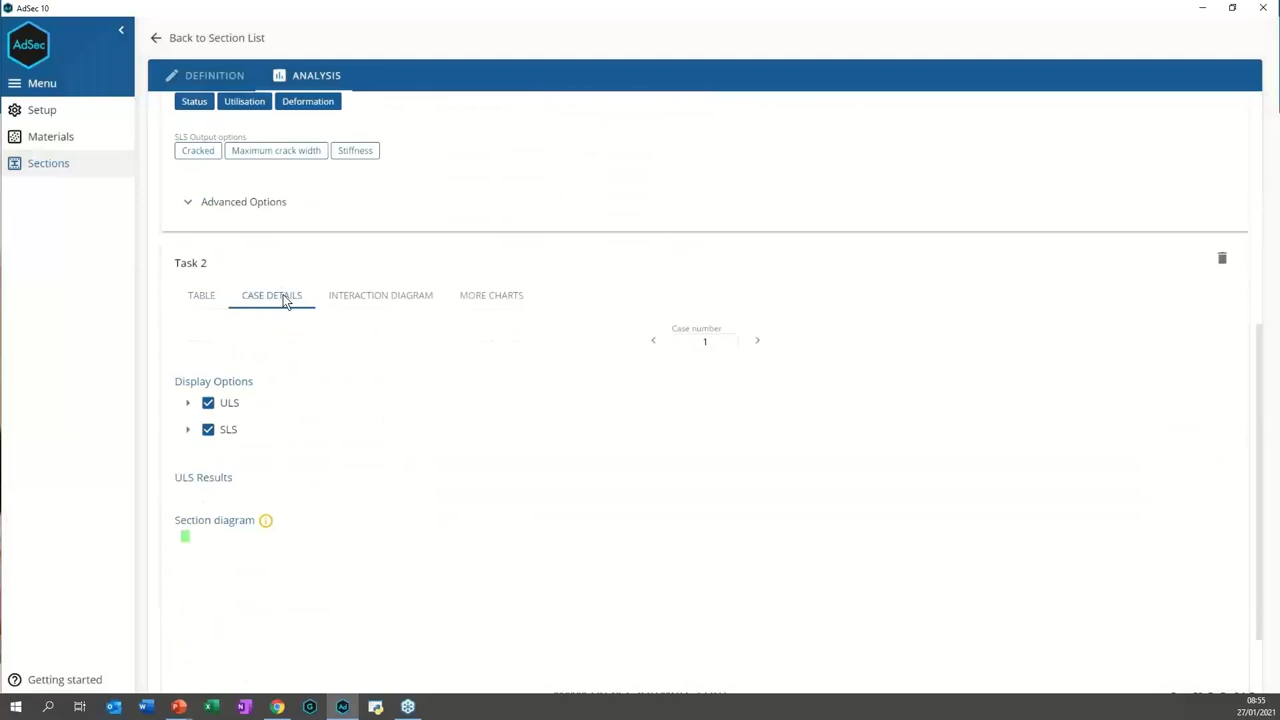 AdSec 10
AdSec
Menu
Setup
Materials
Sections
Getting started
Back to Section List
DEFINITION ANALYSIS
Status Utilisation Deformation
SLS Output options
Cracked Maximum crack width Stiffness
Advanced Options
Task 2
TABLE CASE DETAILS INTERACTION DIAGRAM MORE CHARTS
Case number
1
Display Options
ULS
SLS
ULS Results
Section diagram
08:55
27/01/2021